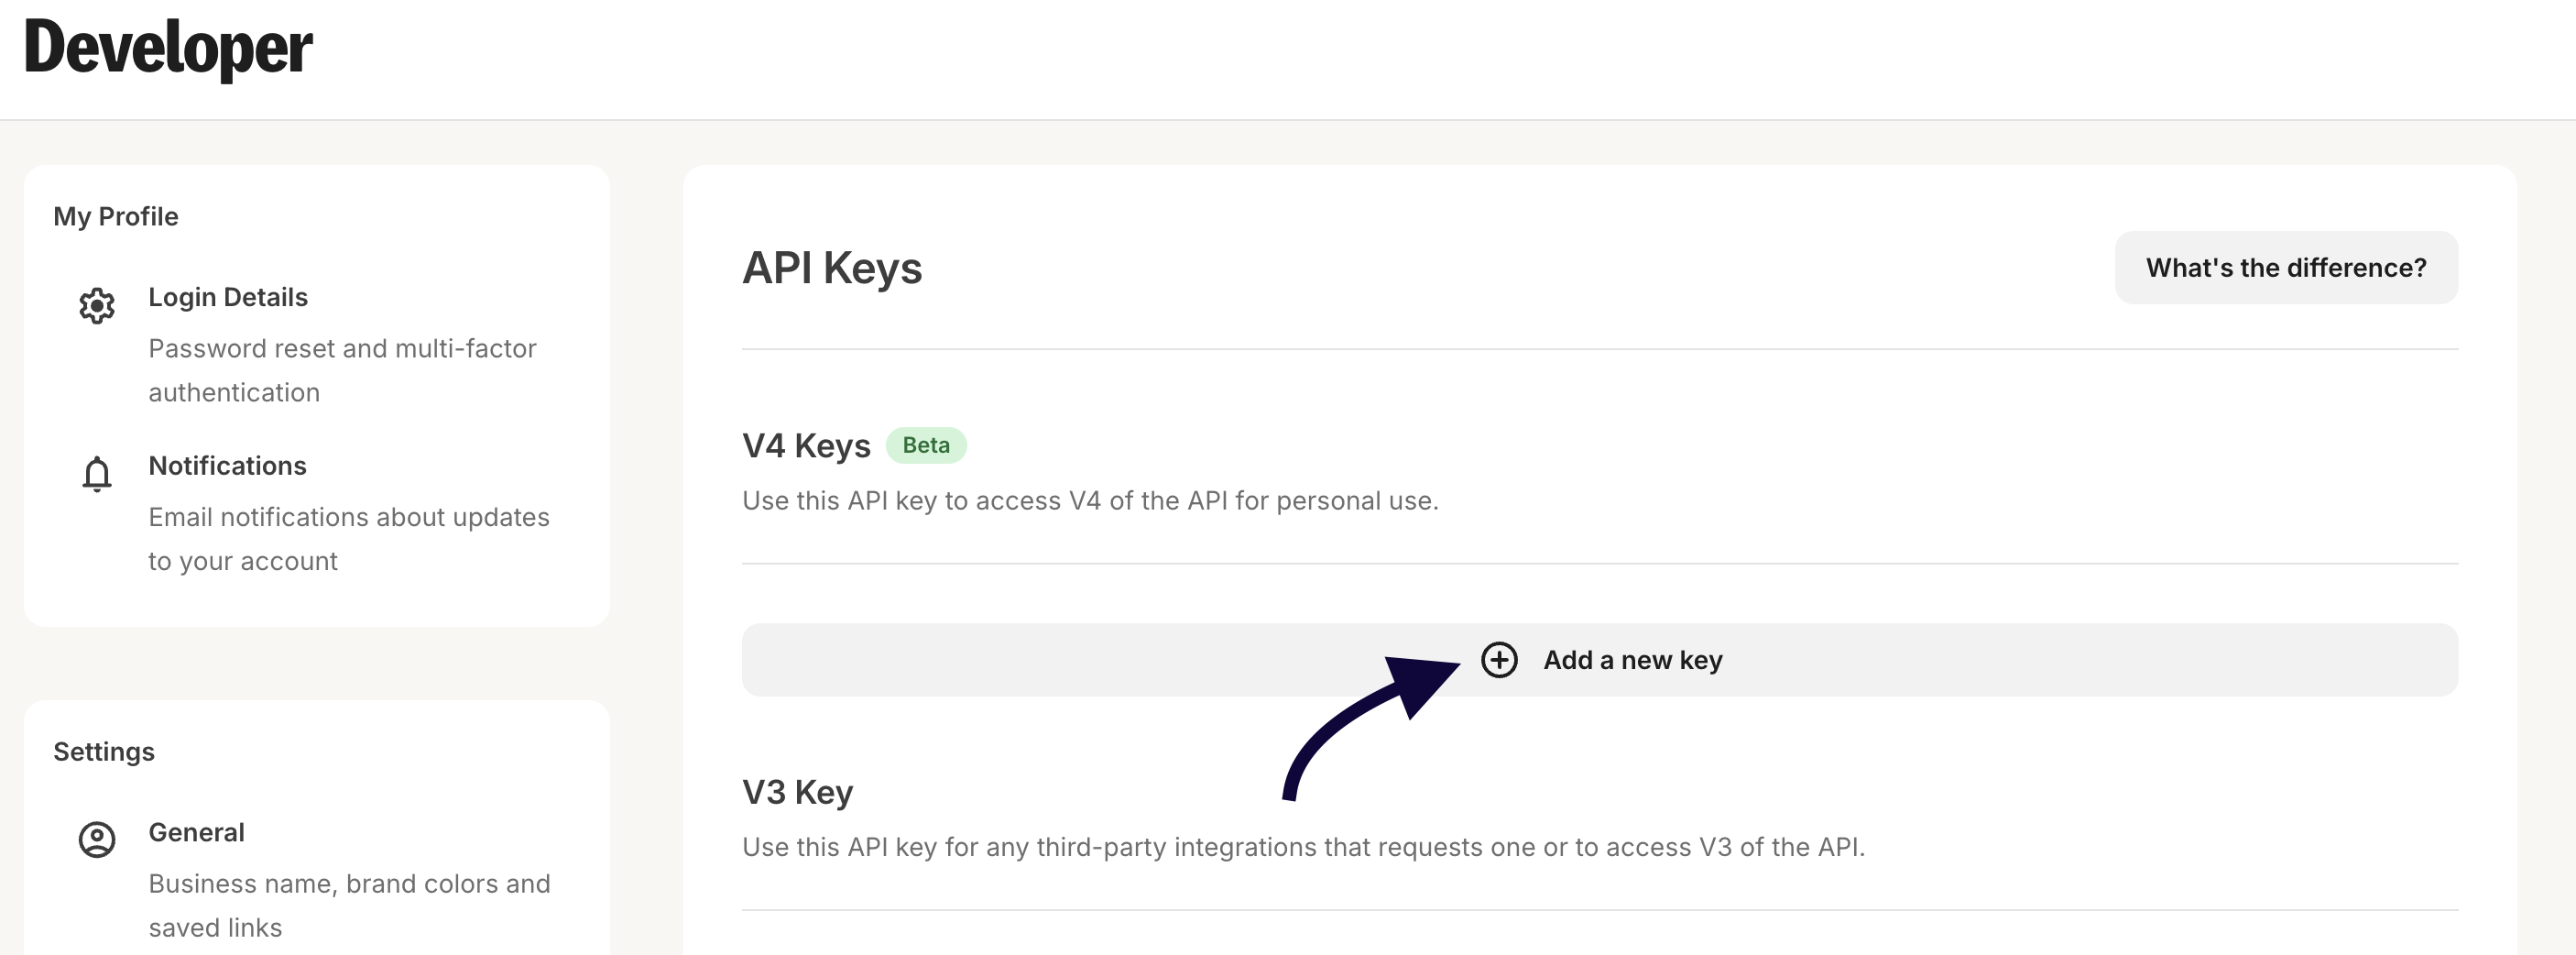 Developer
My Profile
Login Details
Password reset and multi-factor
authentication
Notifications
Email notifications about updates
to your account
Settings
General
Business name, brand colors and
saved links
API Keys
What's the difference?
V4 Keys
Beta
Use this API key to access V4 of the API for personal use.
Add a new key
V3 Key
Use this API key for any third-party integrations that requests one or to access V3 of the API.